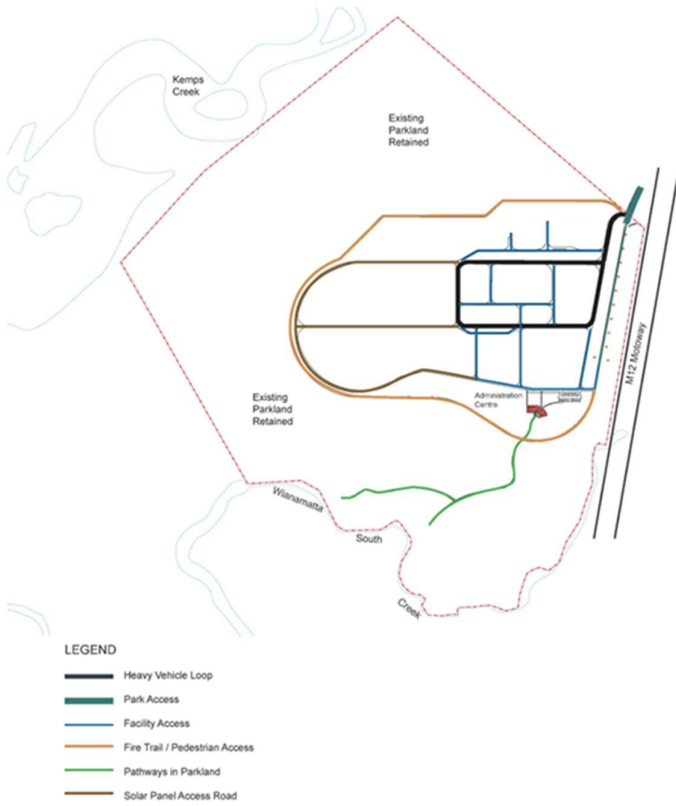 Kemps
Creek
Existing
Parkland
Retained
M12 Motoway
Existing
Parkland
Retained
Administration
Centre
Wianamatta
South
Creek
LEGEND
Heavy Vehicle Loop
Park Access
Facility Access
Fire Trail / Pedestrian Access
Pathways in Parkland
Solar Panel Access Road